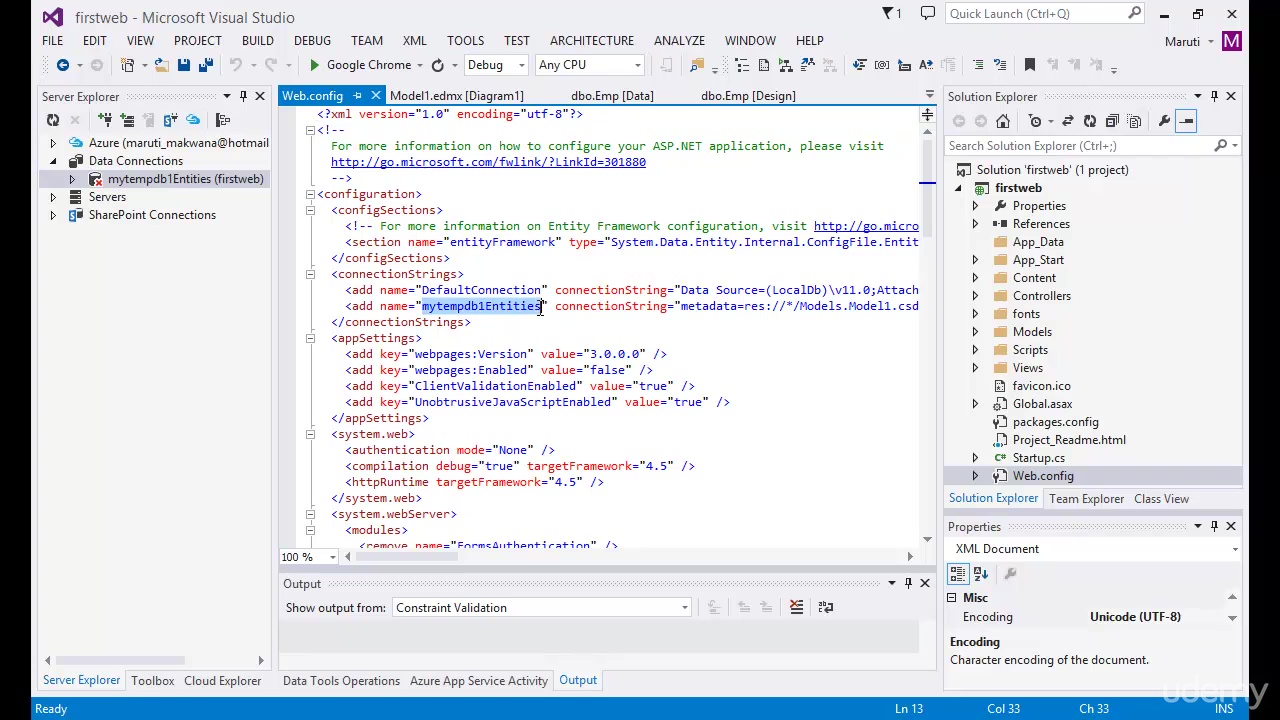 firstweb - Microsoft Visual Studio
1
Quick Launch (Ctrl+Q)
FILE EDIT VIEW PROJECT BUILD DEBUG TEAM XML TOOLS TEST ARCHITECTURE ANALYZE WINDOW HELP
Maruti M
Google Chrome Debug Any CPU
Server Explorer
Azure (maruti_makwana@hotmail
Data Connections
mytempdb1Entities (firstweb)
Servers
SharePoint Connections
Server Explorer Toolbox Cloud Explorer
Web.config Model1.edmx [Diagram1] dbo.Emp [Data] dbo.Emp [Design]
<?xml version="1.0" encoding="utf-8"?>
<!--
For more information on how to configure your ASP.NET application, please visit
http://go.microsoft.com/fwlink/?LinkId=301880
-->
<configuration>
<configSections>
<!-- For more information on Entity Framework configuration, visit http://go.micro
<section name="entityFramework" type="System.Data.Entity.Internal.ConfigFile.Entit
</configSections>
<connectionStrings>
<add name="DefaultConnection" connectionString="Data Source=(LocalDb)\v11.0;Attach
<add name="mytempdb1Entities" connectionString="metadata=res://*/Models.Model1.csd
</connectionStrings>
<appSettings>
<add key="webpages:Version" value="3.0.0.0" />
<add key="webpages:Enabled" value="false" />
<add key="ClientValidationEnabled" value="true" />
<add key="UnobtrusiveJavaScriptEnabled" value="true" />
</appSettings>
<system.web>
<authentication mode="None" />
<compilation debug="true" targetFramework="4.5" />
<httpRuntime targetFramework="4.5" />
</system.web>
<system.webServer>
<modules>
<remove name="FormsAuthentication" />
100 %
Output
Show output from: Constraint Validation
Data Tools Operations Azure App Service Activity Output
Solution Explorer
Search Solution Explorer (Ctrl+;)
Solution 'firstweb' (1 project)
firstweb
Properties
References
App_Data
App_Start
Content
Controllers
fonts
Models
Scripts
Views
favicon.ico
Global.asax
packages.config
Project_Readme.html
Startup.cs
Web.config
Solution Explorer Team Explorer Class View
Properties
XML Document
Misc
Encoding Unicode (UTF-8)
Encoding
Character encoding of the document.
udemy
Ready Ln 13 Col 33 Ch 33 INS